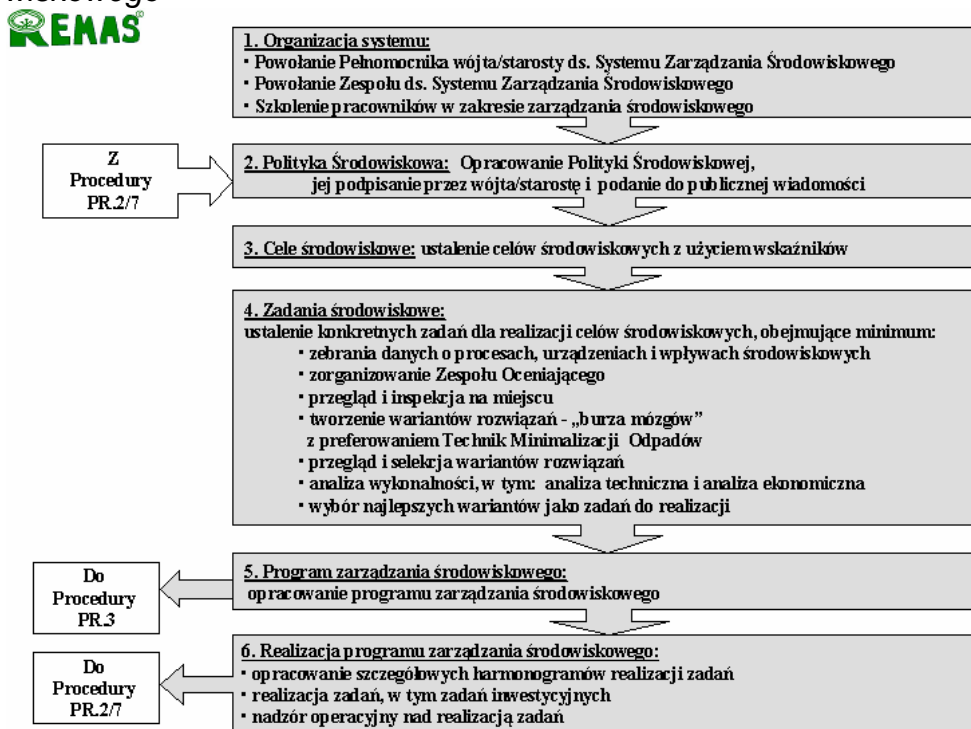 REMAS
1. Organizacja systemu:
• Powołanie Pełnomocnika wójta/starosty ds. Systemu Zarządzania Środowiskowego
• Powołanie Zespołu ds. Systemu Zarządzania Środowiskowego
• Szkolenie pracowników w zakresie zarządzania środowiskowego
Z
Procedury
PR.2/7
2. Polityka Środowiskowa: Opracowanie Polityki Środowiskowej,
jej podpisanie przez wójta/starostę i podanie do publicznej wiadomości
3. Cele środowiskowe: ustalenie celów środowiskowych z użyciem wskaźników
4. Zadania środowiskowe:
ustalenie konkretnych zadań dla realizacji celów środowiskowych, obejmujące minimum:
• zebrania danych o procesach, urządzeniach i wpływach środowiskowych
• zorganizowanie Zespołu Oceniającego
• przegląd i inspekcja na miejscu
• tworzenie wariantów rozwiązań - „burza mózgów”
z preferowaniem Technik Minimalizacji Odpadów
• przegląd i selekcja wariantów rozwiązań
• analiza wykonalności, w tym: analiza techniczna i analiza ekonomiczna
• wybór najlepszych wariantów jako zadań do realizacji
Do
Procedury
PR.3
5. Program zarządzania środowiskowego:
opracowanie programu zarządzania środowiskowego
Do
Procedury
PR.2/7
6. Realizacja programu zarządzania środowiskowego:
• opracowanie szczegółowych harmonogramów realizacji zadań
• realizacja zadań, w tym zadań inwestycyjnych
• nadzór operacyjny nad realizacją zadań